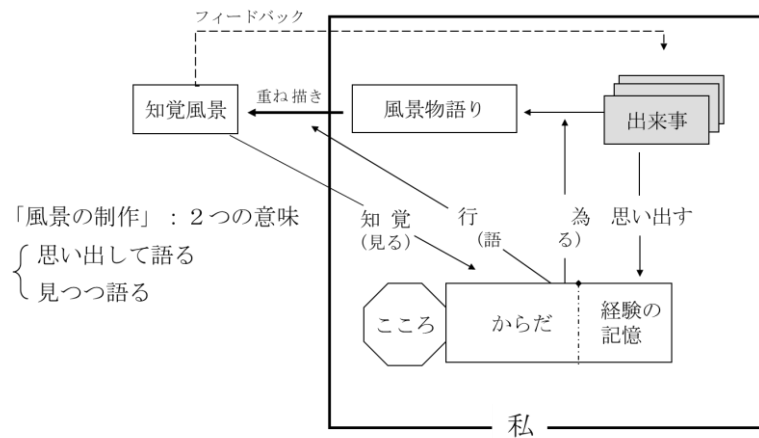 フィードバック
知覚風景
重ね描き
風景物語り
出来事
「風景の制作」：２つの意味
思い出して語る
見つつ語る
知 覚
(見る)
行 為
(語 る)
思い出す
こころ
からだ
経験の
記憶
私